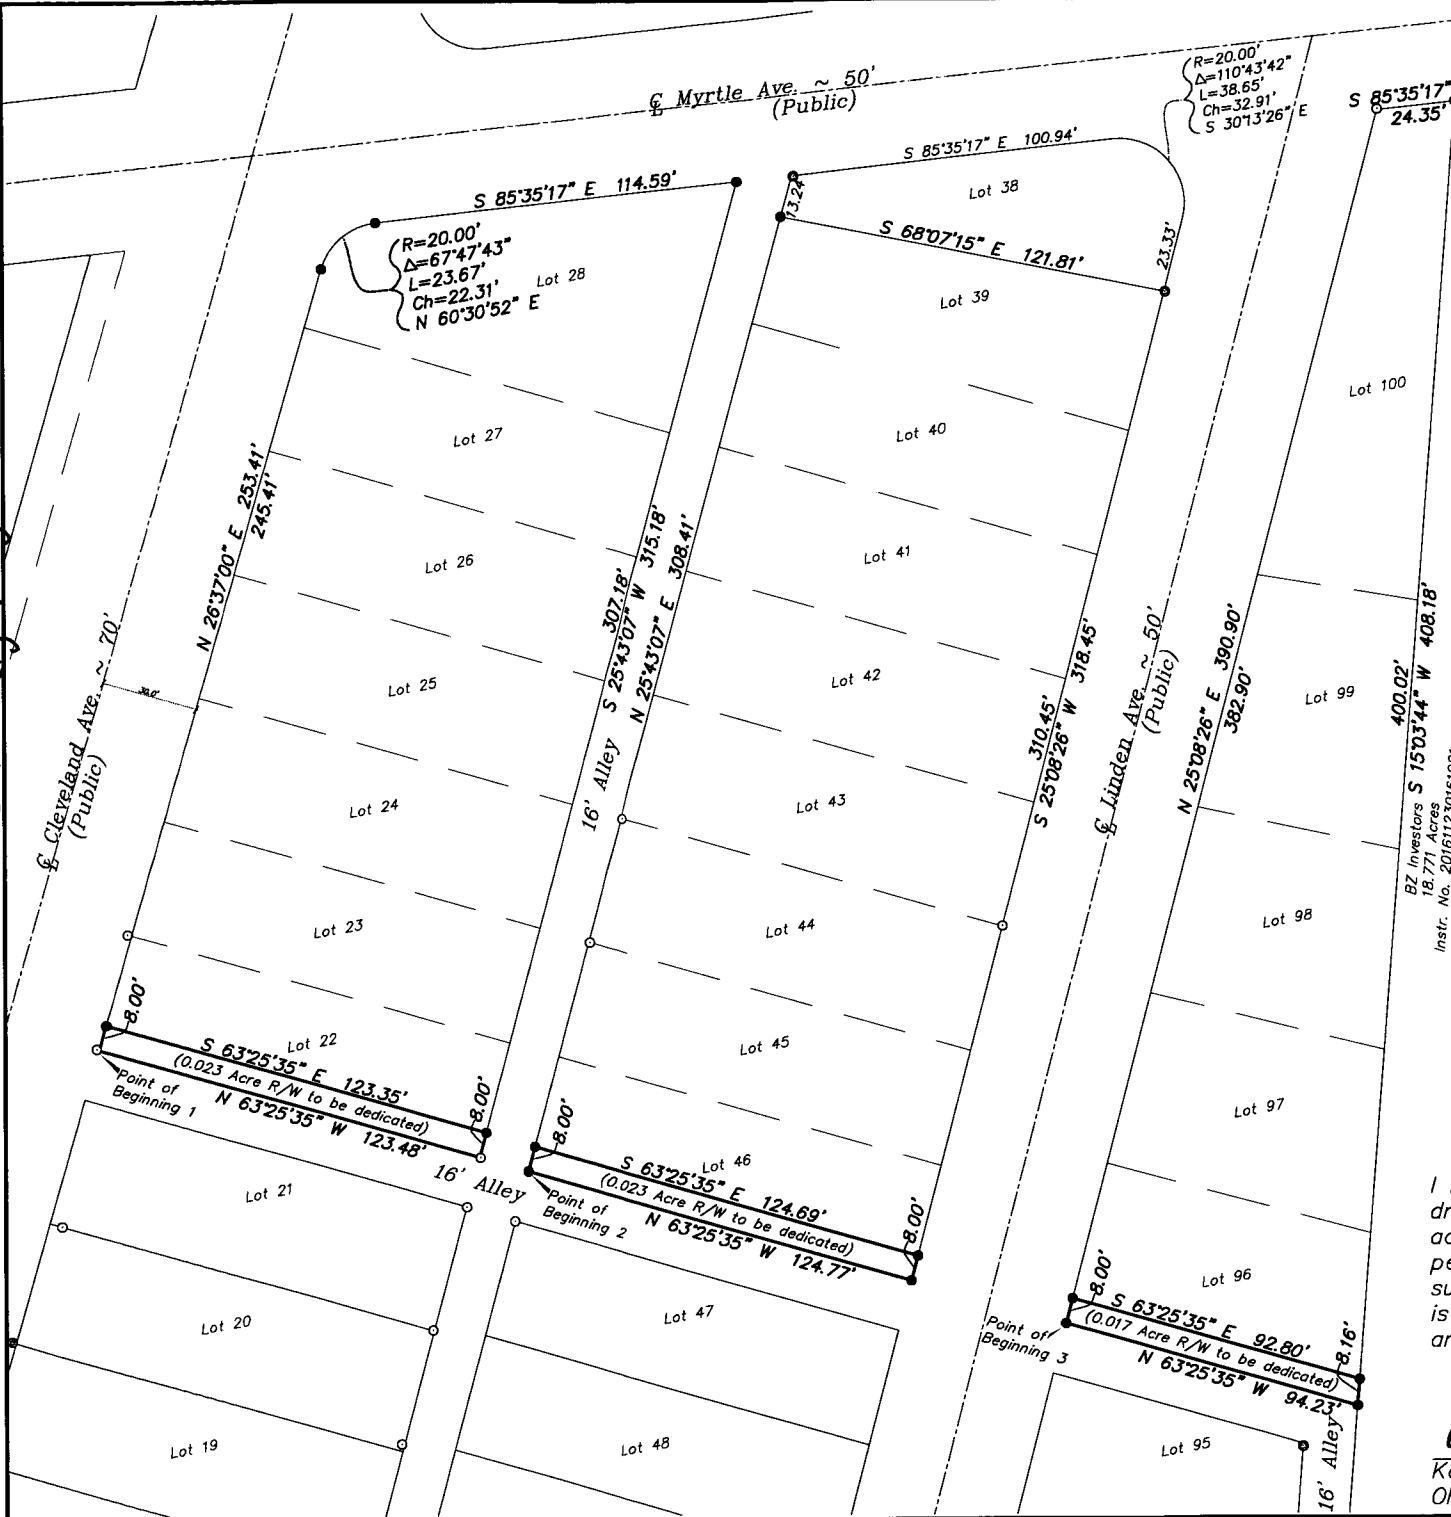 ℄ Myrtle Ave. ~ 50'
(Public)
R=20.00'
Δ=110°43'42"
L=38.65'
Ch=32.91'
S 30°13'26" E
S 85°35'17"
24.35'
S 85°35'17" E 100.94'
Lot 38
13.24'
S 85°35'17" E 114.59'
R=20.00'
Δ=67°47'43"
L=23.67'
Ch=22.31'
N 60°30'52" E
Lot 28
S 68°07'15" E 121.81'
23.33'
Lot 39
Lot 100
Lot 27
Lot 40
N 26°37'00" E 253.41'
245.41'
Lot 26
Lot 41
307.18'
S 25°43'07" W 315.18'
N 25°43'07" E 308.41'
16' Alley
Lot 25
Lot 42
310.45'
S 25°08'26" W 318.45'
℄ Linden Ave. ~ 50'
(Public)
N 25°08'26" E 390.90'
382.90'
Lot 99
400.02'
S 15°03'44" W 408.18'
BZ Investors
18.771 Acres
℄ Cleveland Ave. ~ 70'
(Public)
Lot 24
Lot 43
Lot 23
Lot 44
Lot 98
8.00'
Lot 22
S 63°25'35" E 123.35'
(0.023 Acre R/W to be dedicated)
N 63°25'35" W 123.48'
8.00'
Point of
Beginning 1
16' Alley
Lot 45
Lot 97
8.00'
Lot 46
S 63°25'35" E 124.69'
(0.023 Acre R/W to be dedicated)
N 63°25'35" W 124.77'
8.00'
Point of
Beginning 2
Lot 21
Lot 96
8.00'
S 63°25'35" E 92.80'
(0.017 Acre R/W to be dedicated)
N 63°25'35" W 94.23'
8.16'
Point of
Beginning 3
Lot 20
Lot 47
Lot 19
Lot 48
Lot 95
16' Alley